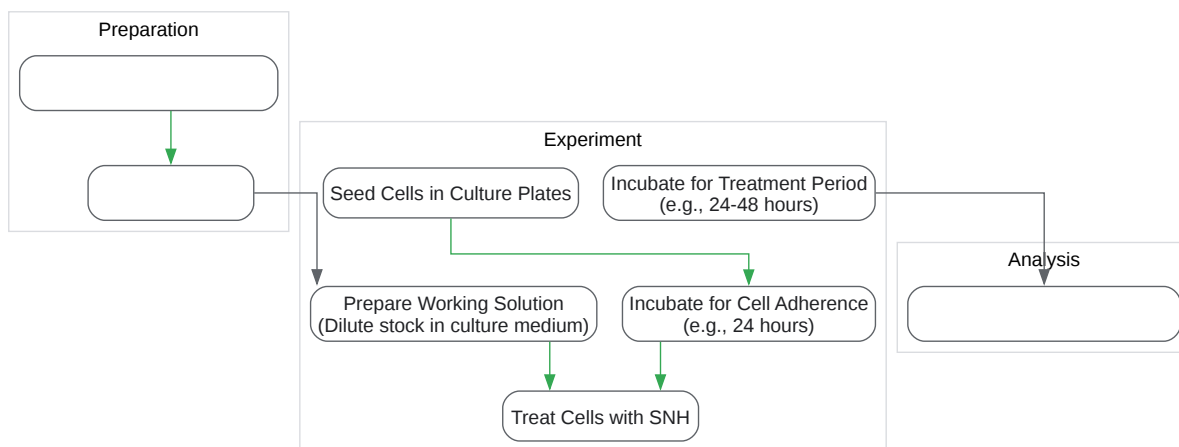 Preparation
Experiment
Seed Cells in Culture Plates
Incubate for Treatment Period
(e.g., 24-48 hours)
Analysis
Prepare Working Solution
(Dilute stock in culture medium)
Incubate for Cell Adherence
(e.g., 24 hours)
Treat Cells with SNH